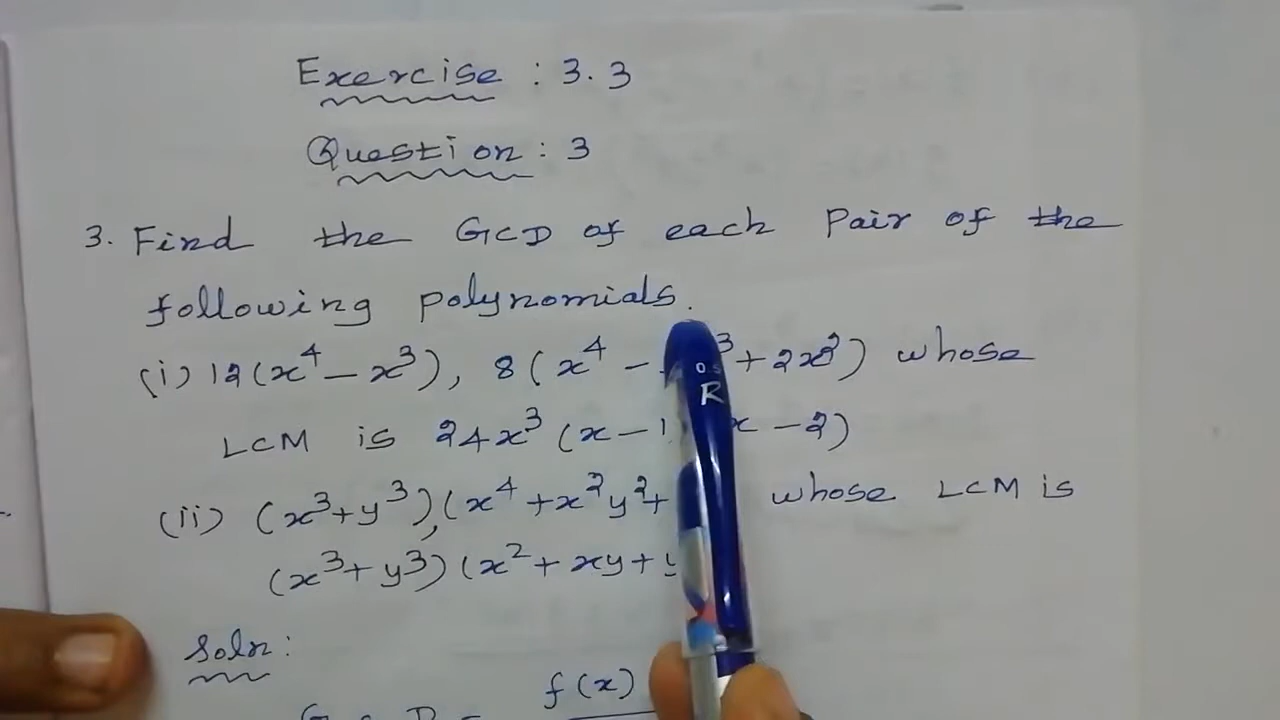 Exercise : 3.3
Question : 3
3. Find the GCD of each Pair of the
following polynomials.
(i) 12(x⁴ - x³), 8(x⁴ - ³ + 2x²) whose
LCM is 24x³ (x - 1 x - 2)
(ii) (x³+y³),(x⁴+x²y²+ whose LCM is
(x³+y³)(x²+xy+y
Soln:
f(x)
R